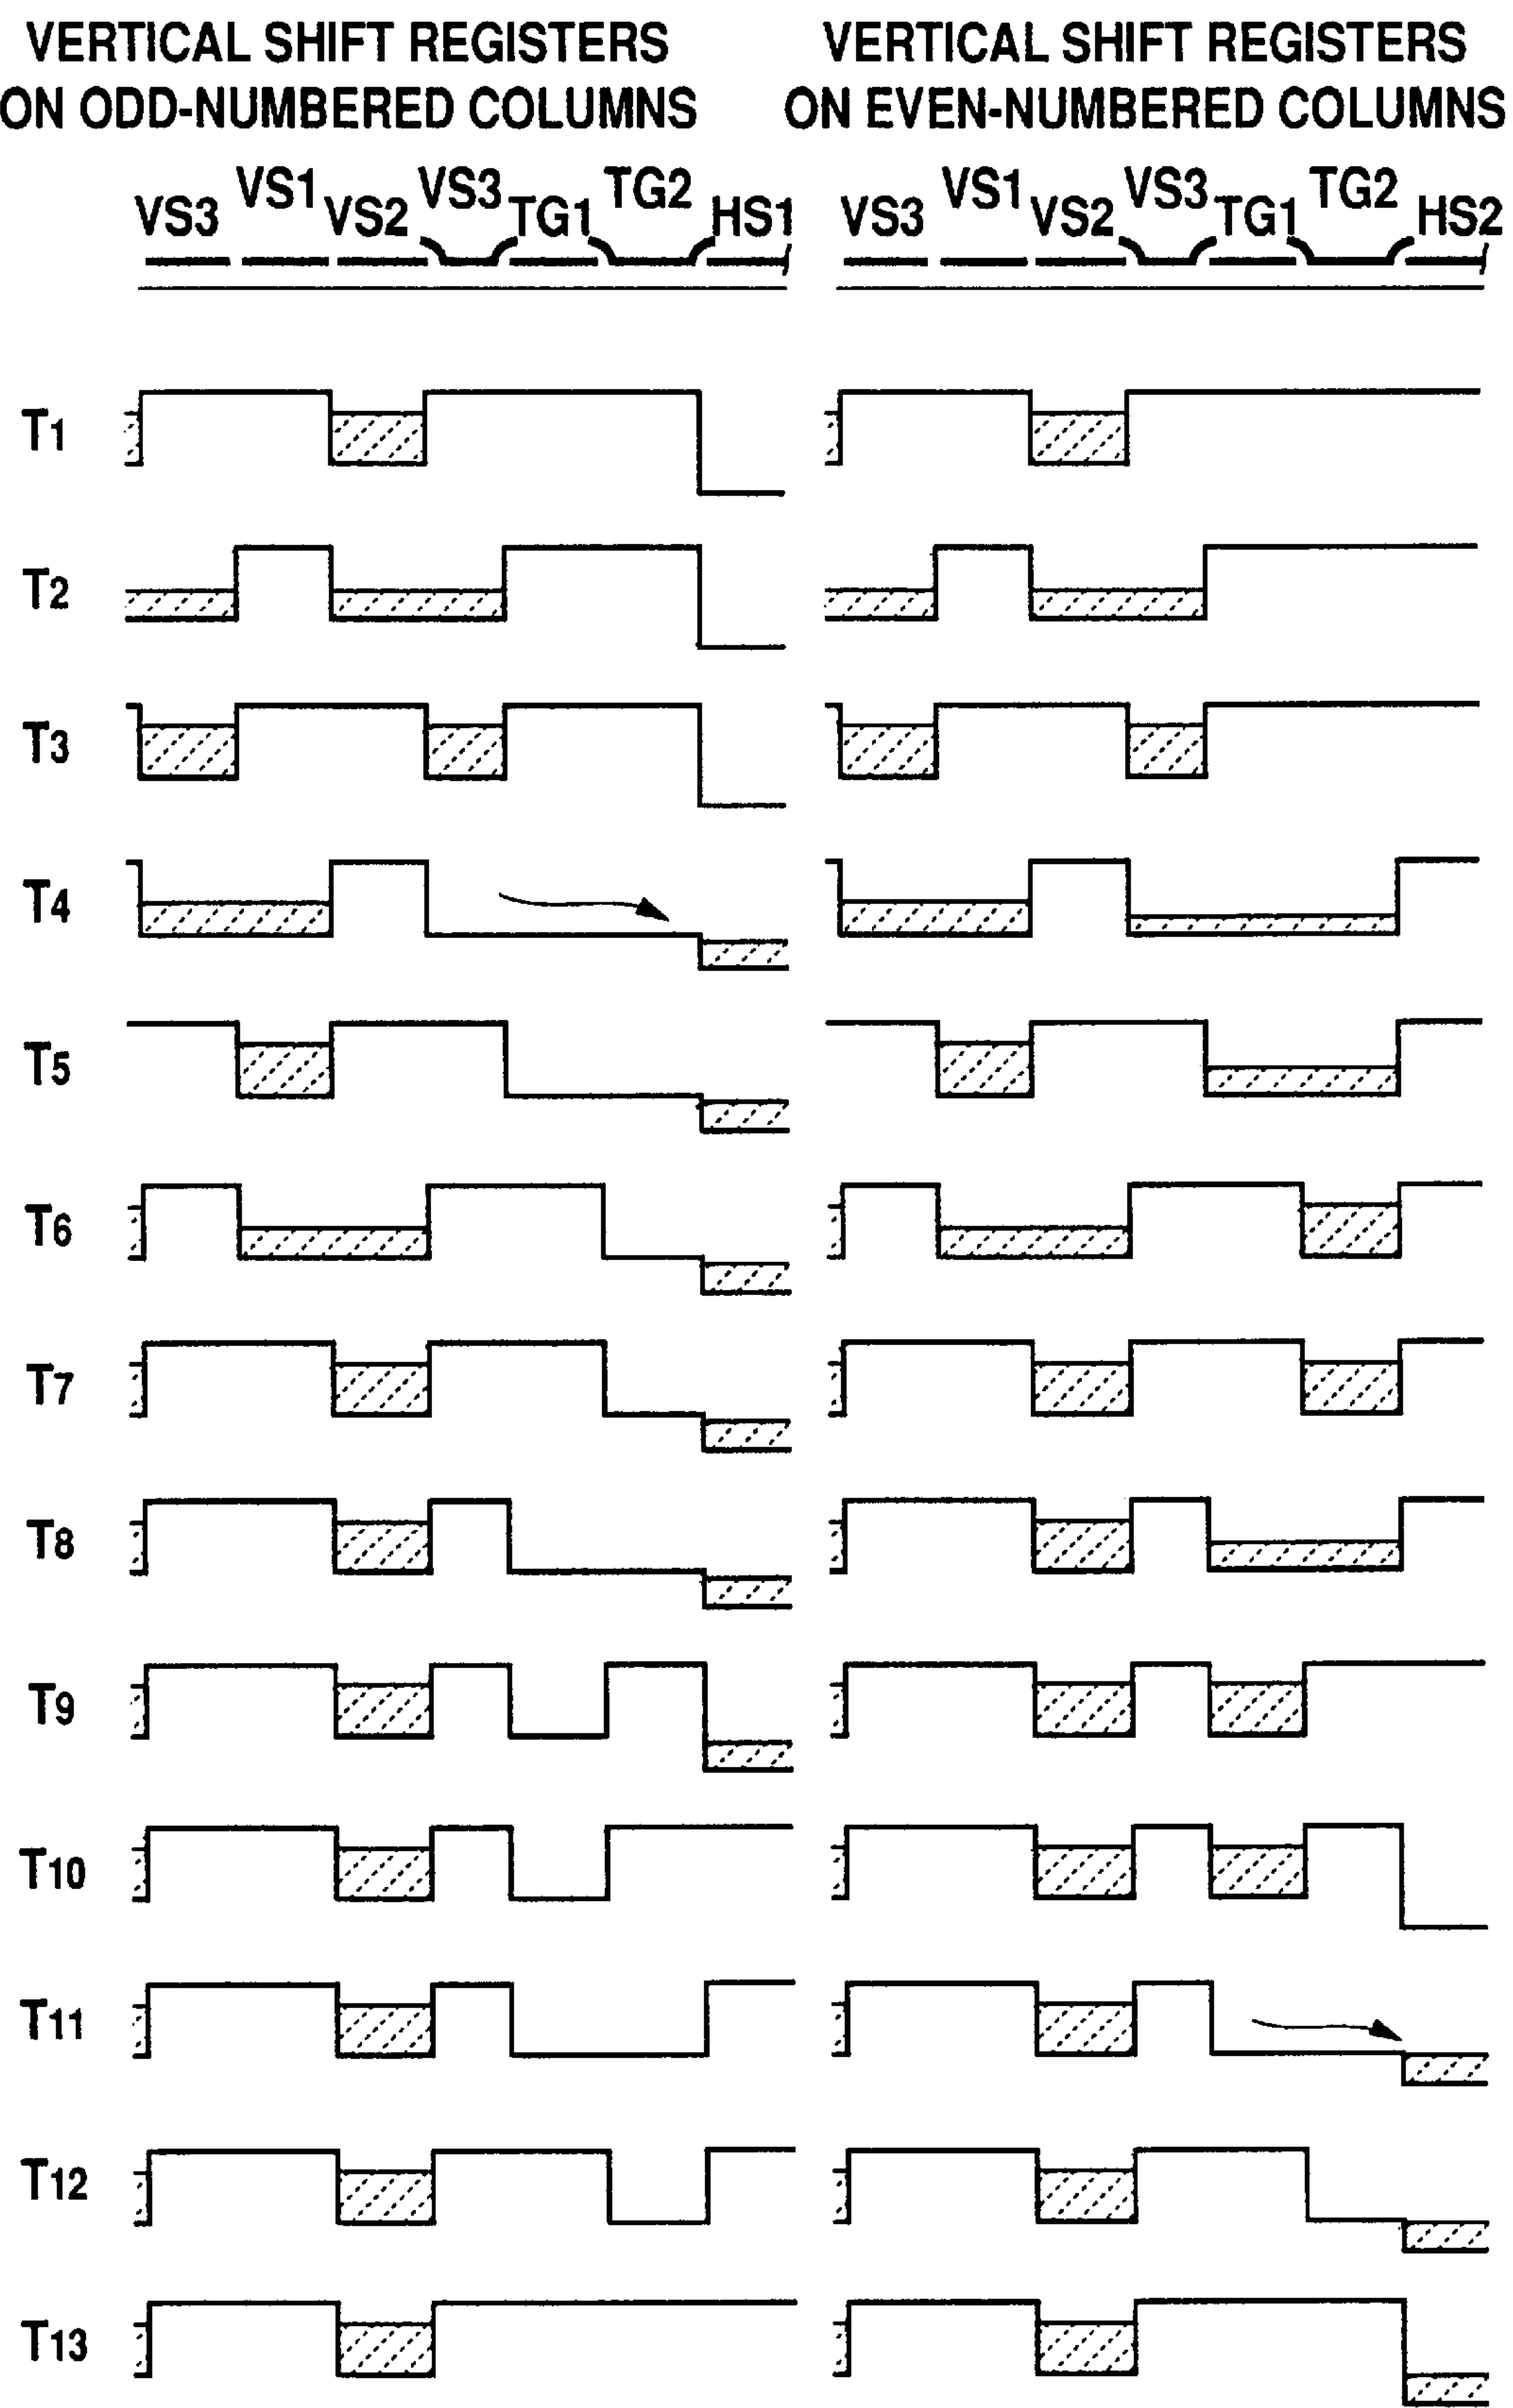 VERTICAL SHIFT REGISTERS
ON ODD-NUMBERED COLUMNS
VERTICAL SHIFT REGISTERS
ON EVEN-NUMBERED COLUMNS
VS3 VS1 VS2 VS3 TG1 TG2 HS1
VS3 VS1 VS2 VS3 TG1 TG2 HS2
T1
T2
T3
T4
T5
T6
T7
T8
T9
T10
T11
T12
T13